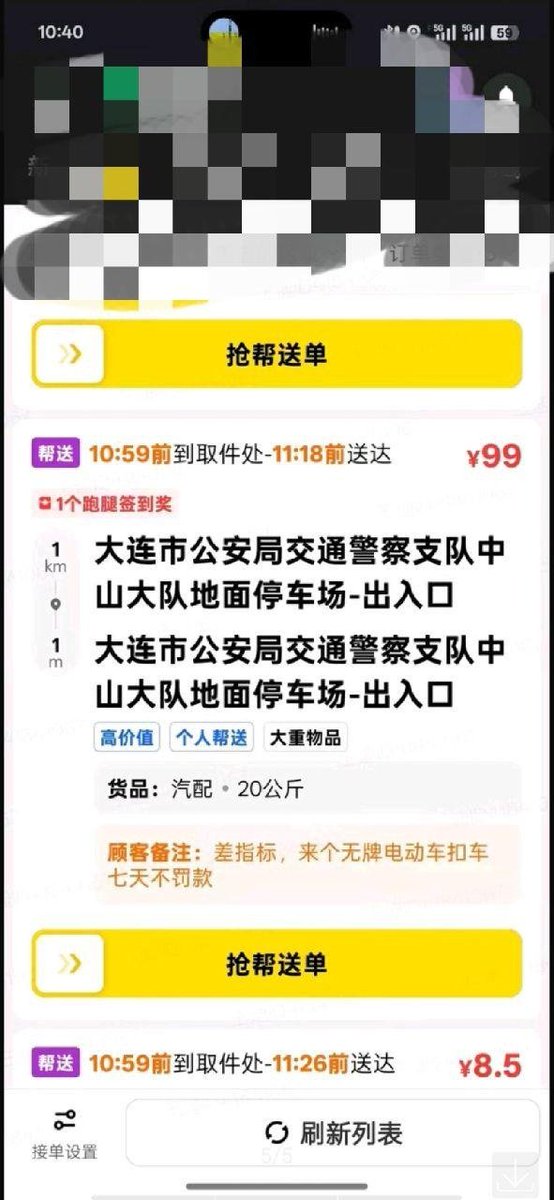 10:40
5G
5G
59
抢帮送单
帮送 10:59前到取件处-11:18前送达 ¥99
1个跑腿签到奖
1
km
大连市公安局交通警察支队中
山大队地面停车场-出入口
1
m
大连市公安局交通警察支队中
山大队地面停车场-出入口
高价值 个人帮送 大重物品
货品：汽配 • 20公斤
顾客备注：差指标，来个无牌电动车扣车
七天不罚款
抢帮送单
帮送 10:59前到取件处-11:26前送达 ¥8.5
接单设置
刷新列表
5/5